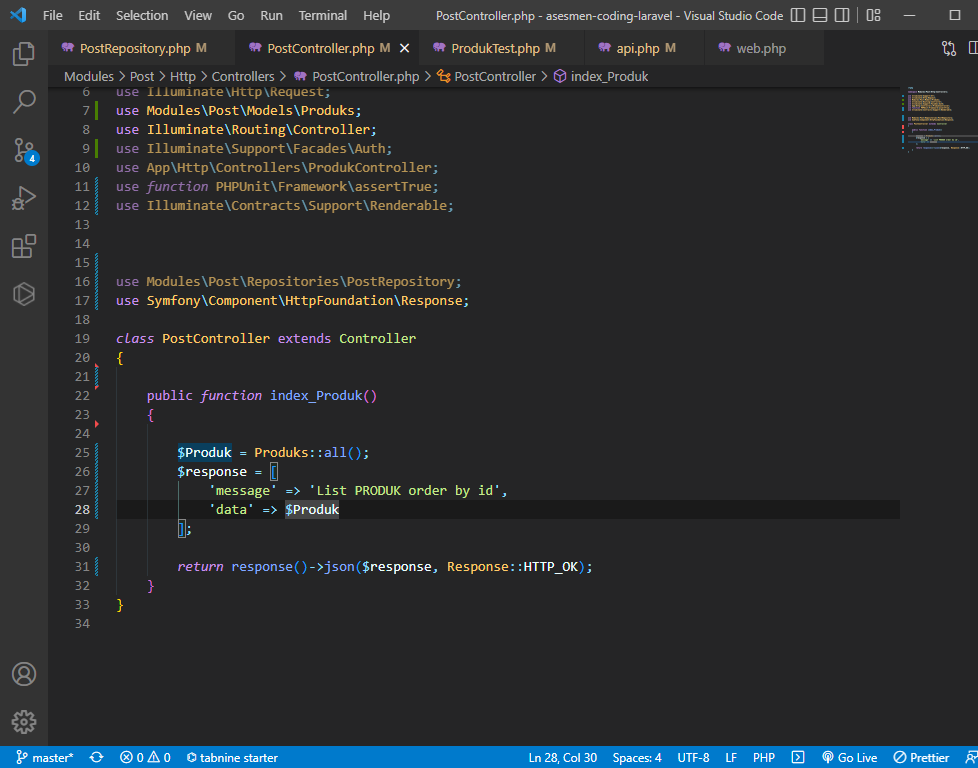 File Edit Selection View Go Run Terminal Help PostController.php - asesmen-coding-laravel - Visual Studio Code
PostRepository.php M PostController.php M ProdukTest.php M api.php M web.php
Modules > Post > Http > Controllers > PostController.php > PostController > index_Produk
6 use Illuminate\Http\Request;
7 use Modules\Post\Models\Produks;
8 use Illuminate\Routing\Controller;
9 use Illuminate\Support\Facades\Auth;
10 use App\Http\Controllers\ProdukController;
11 use function PHPUnit\Framework\assertTrue;
12 use Illuminate\Contracts\Support\Renderable;
13
14
15
16 use Modules\Post\Repositories\PostRepository;
17 use Symfony\Component\HttpFoundation\Response;
18
19 class PostController extends Controller
20 {
21
22 public function index_Produk()
23 {
24
25 $Produk = Produks::all();
26 $response = [
27 'message' => 'List PRODUK order by id',
28 'data' => $Produk
29 ];
30
31 return response()->json($response, Response::HTTP_OK);
32 }
33 }
34
4
master* 0 0 tabnine starter Ln 28, Col 30 Spaces: 4 UTF-8 LF PHP Go Live Prettier